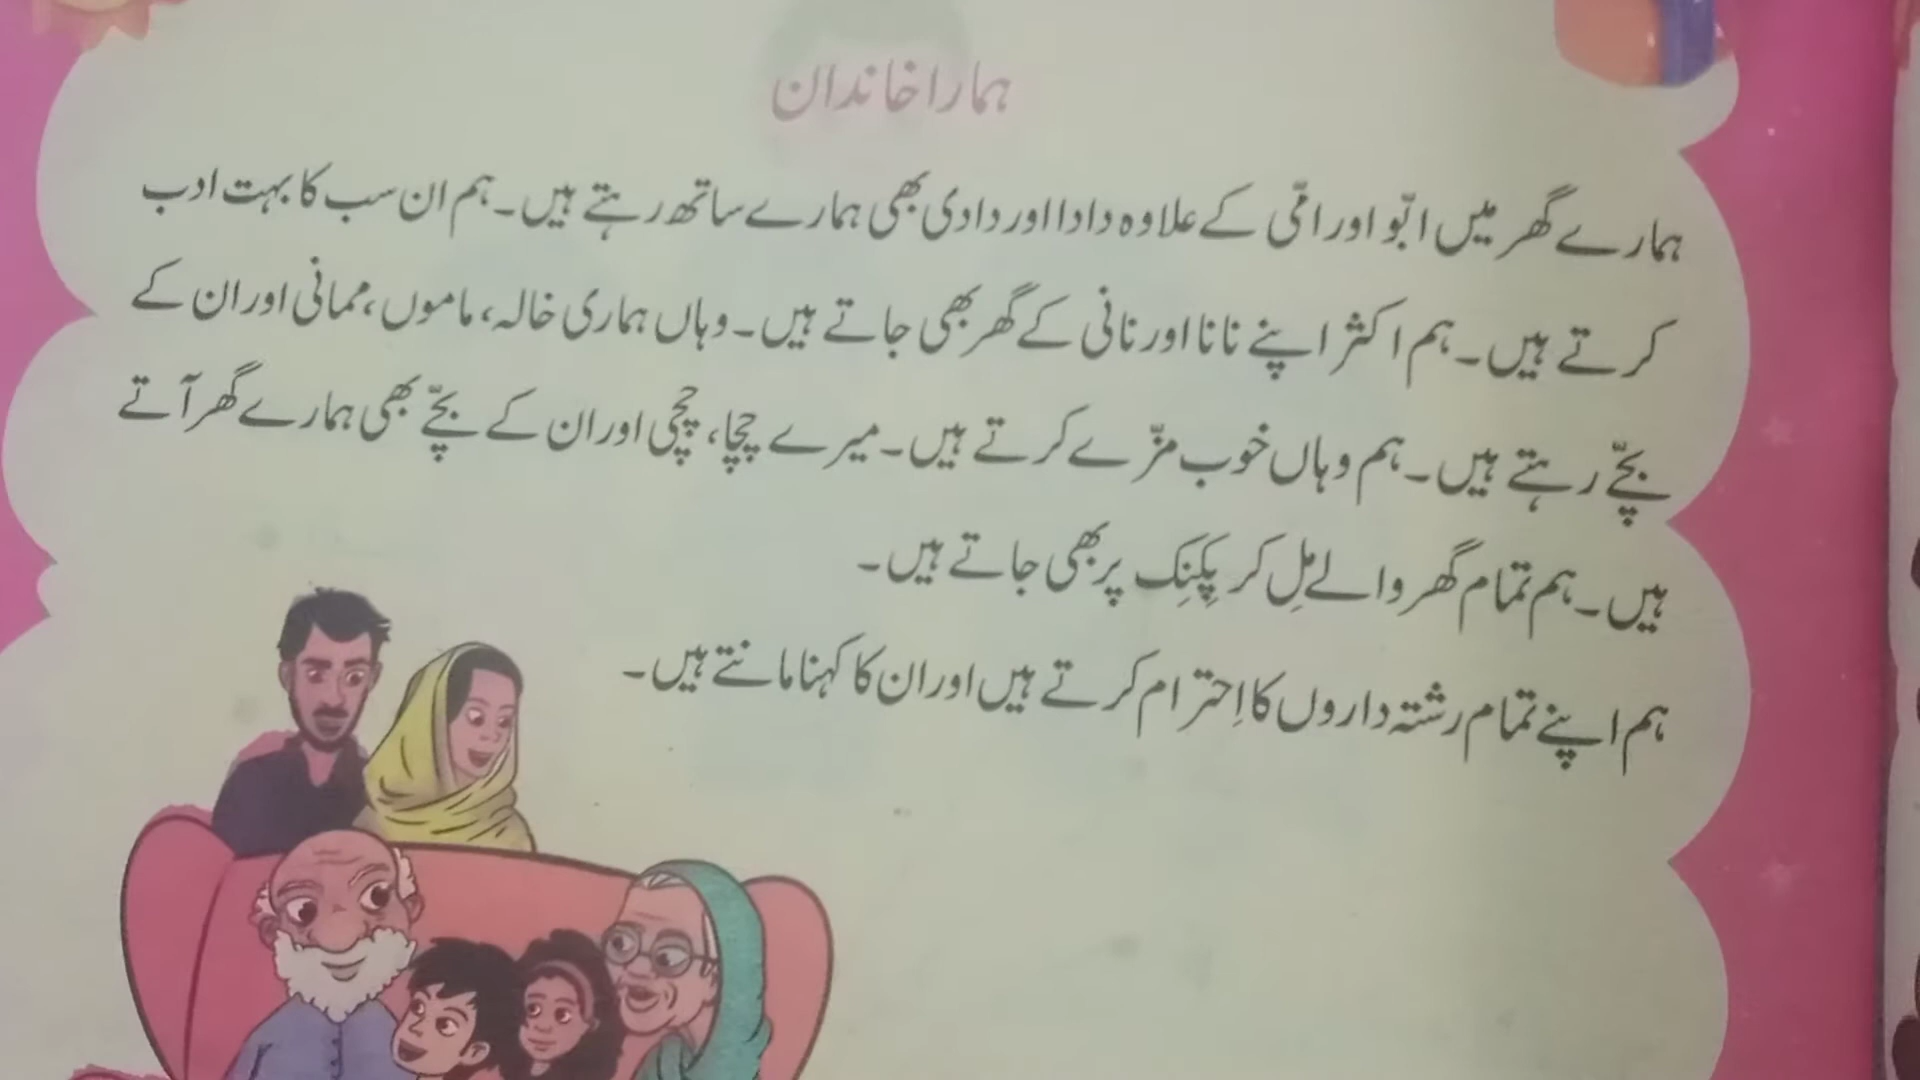 ہمارا خاندان
ہمارے گھر میں ابّو اور امّی کے علاوہ دادا اور دادی بھی ہمارے ساتھ رہتے ہیں۔ ہم ان سب کا بہت ادب
کرتے ہیں۔ ہم اکثر اپنے نانا اور نانی کے گھر بھی جاتے ہیں۔ وہاں ہماری خالہ، ماموں، ممانی اور ان کے
بچّے رہتے ہیں۔ ہم وہاں خوب مزّے کرتے ہیں۔ میرے چچا، چچی اور ان کے بچّے بھی ہمارے گھر آتے
ہیں۔ ہم تمام گھر والے مِل کر پِکنِک پر بھی جاتے ہیں۔
ہم اپنے تمام رشتہ داروں کا اِحترام کرتے ہیں اور ان کا کہنا مانتے ہیں۔